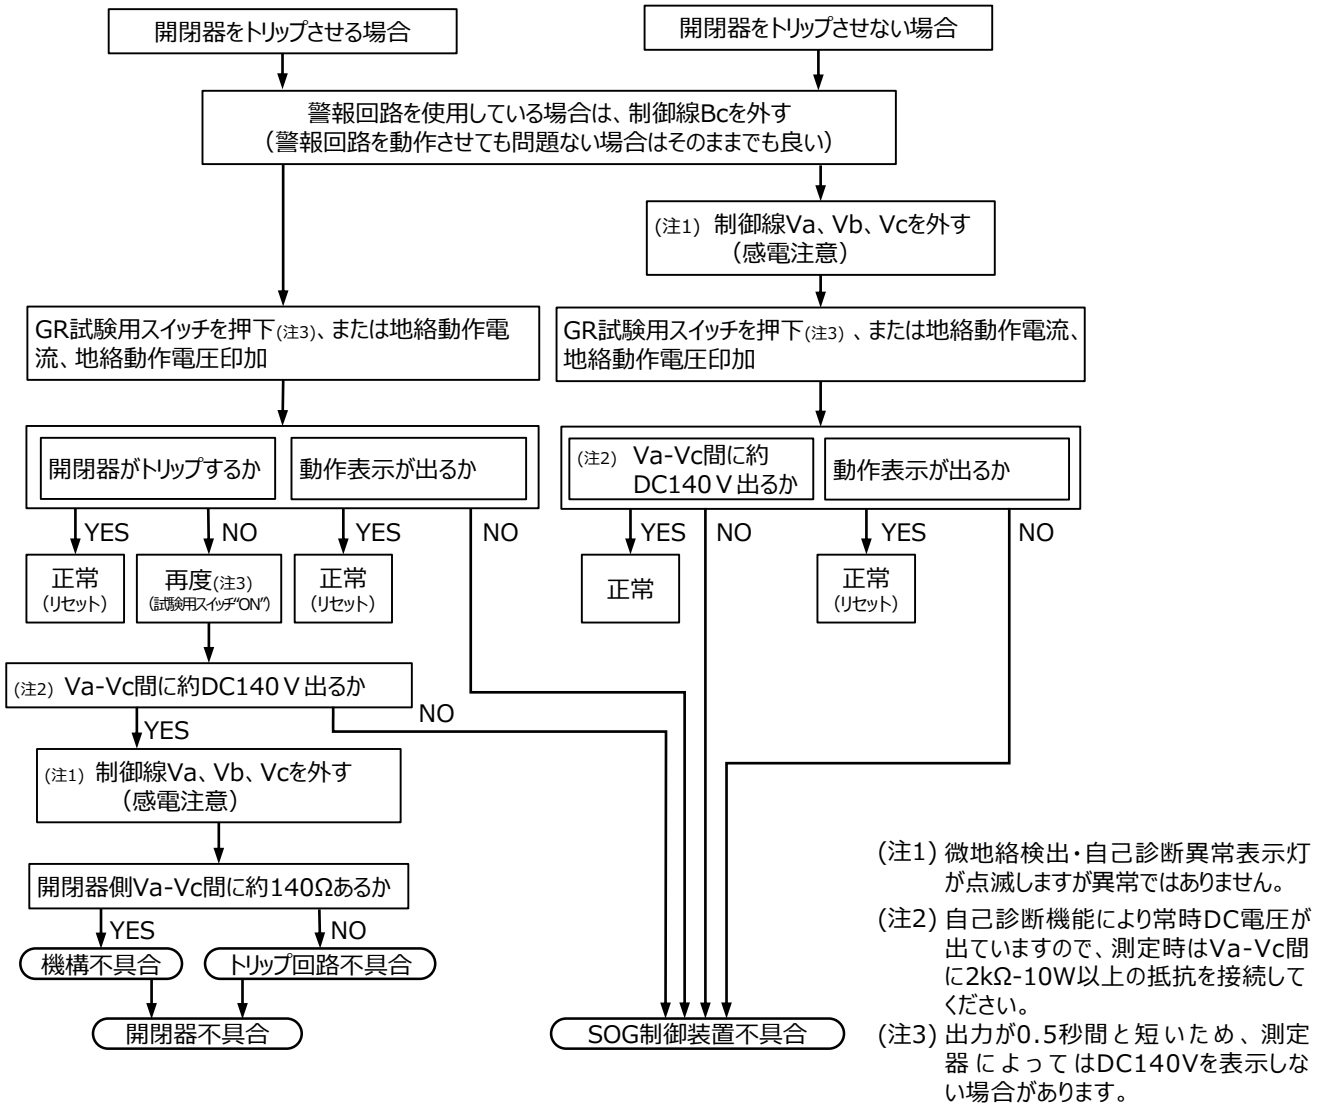 開閉器をトリップさせる場合
開閉器をトリップさせない場合
警報回路を使用している場合は、制御線Bcを外す
（警報回路を動作させても問題ない場合はそのままでも良い）
(注1) 制御線Va、Vb、Vcを外す
（感電注意）
GR試験用スイッチを押下(注3)、または地絡動作電
流、地絡動作電圧印加
GR試験用スイッチを押下(注3) 、または地絡動作電流、
地絡動作電圧印加
開閉器がトリップするか
動作表示が出るか
(注2) Va-Vc間に約
DC140Ｖ出るか
動作表示が出るか
YES
NO
YES
NO
YES
NO
YES
NO
正常
（リセット）
再度(注3)
（試験用スイッチ“ON”）
正常
（リセット）
正常
正常
（リセット）
(注2) Va-Vc間に約DC140Ｖ出るか
YES
NO
(注1) 制御線Va、Vb、Vcを外す
（感電注意）
開閉器側Va-Vc間に約140Ωあるか
YES
NO
機構不具合
トリップ回路不具合
開閉器不具合
SOG制御装置不具合
(注1) 微地絡検出・自己診断異常表示灯
が点滅しますが異常ではありません。
(注2) 自己診断機能により常時DC電圧が
出ていますので、測定時はVa-Vc間
に2kΩ-10W以上の抵抗を接続して
ください。
(注3) 出力が0.5秒間と短いため、測定
器によってはDC140Vを表示しな
い場合があります。